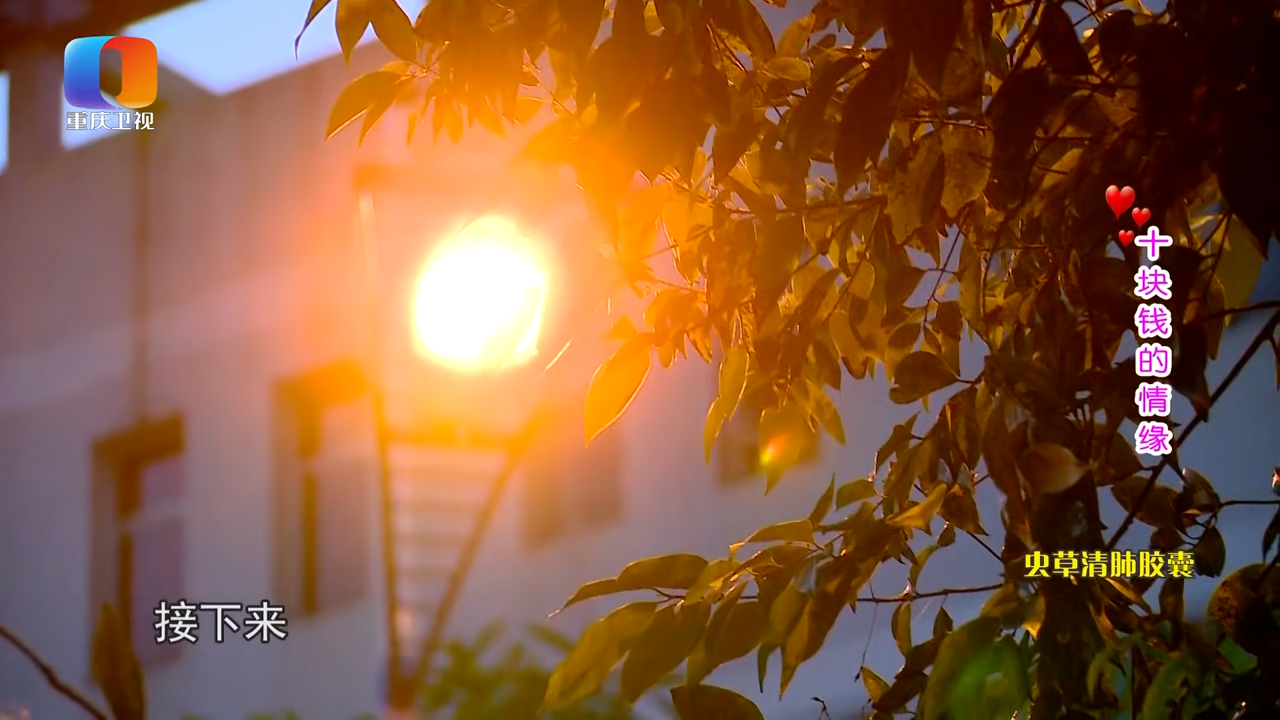 重庆卫视
十块钱的情缘
虫草清肺胶囊
接下来